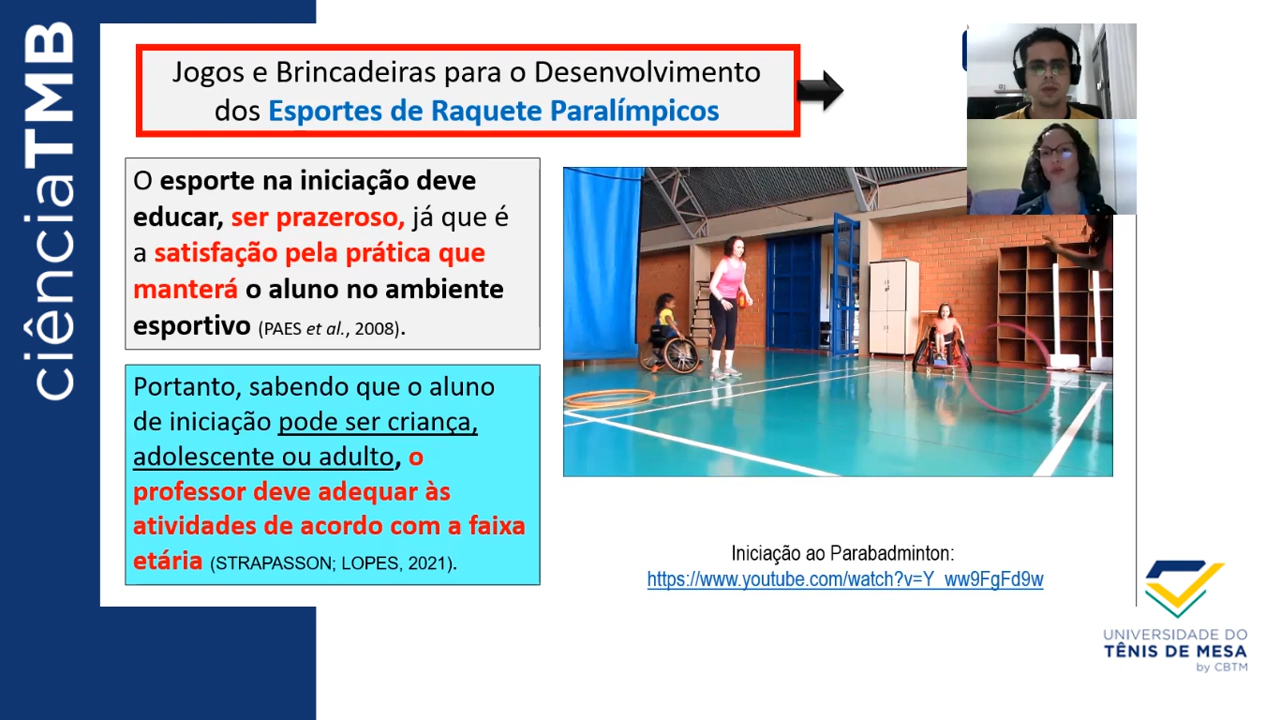 ciênciaTMB
Jogos e Brincadeiras para o Desenvolvimento
dos Esportes de Raquete Paralímpicos
O esporte na iniciação deve
educar, ser prazeroso, já que é
a satisfação pela prática que
manterá o aluno no ambiente
esportivo (PAES et al., 2008).
Portanto, sabendo que o aluno
de iniciação pode ser criança,
adolescente ou adulto, o
professor deve adequar às
atividades de acordo com a faixa
etária (STRAPASSON; LOPES, 2021).
Iniciação ao Parabadminton:
https://www.youtube.com/watch?v=Y_ww9FgFd9w
UNIVERSIDADE DO
TÊNIS DE MESA
by CBTM